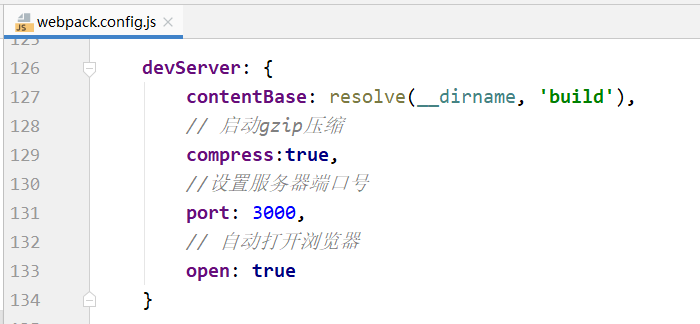 webpack.config.js
JS
125
126 devServer: {
127 contentBase: resolve(__dirname, 'build'),
128 // 启动gzip压缩
129 compress:true,
130 //设置服务器端口号
131 port: 3000,
132 // 自动打开浏览器
133 open: true
134 }